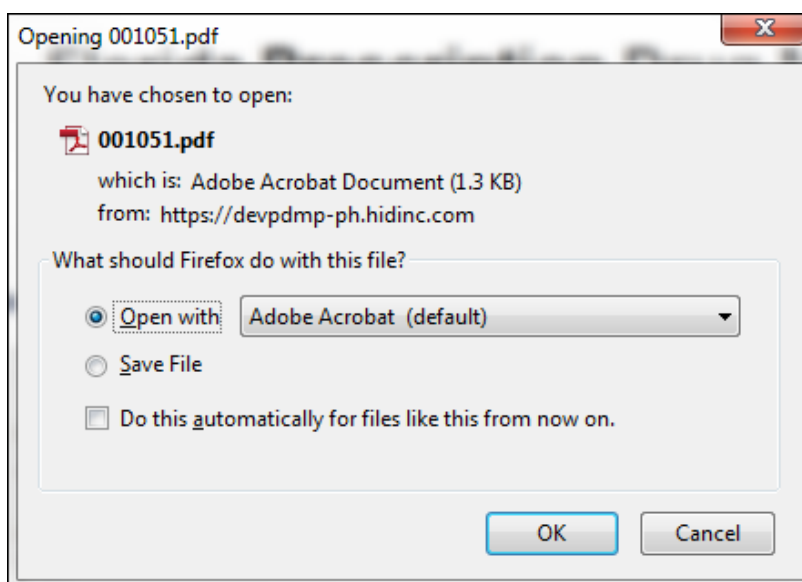 Opening 001051.pdf
You have chosen to open:
001051.pdf
which is: Adobe Acrobat Document (1.3 KB)
from: https://devpdmp-ph.hidinc.com
What should Firefox do with this file?
Open with Adobe Acrobat (default)
Save File
Do this automatically for files like this from now on.
OK Cancel